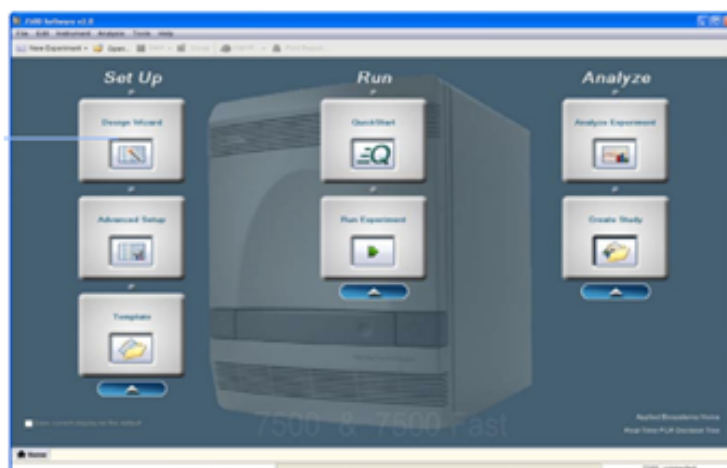 7500 Software v2.0
File Edit Instrument Analysis Tools Help
New Experiment Open...
Set Up Run Analyze
Design Wizard QuickStart Analyze Experiment
Advanced Setup Run Experiment Create Study
Template
7500 & 7500 Fast
Applied Biosystems Home
Real-Time PCR Decision Tree
Home